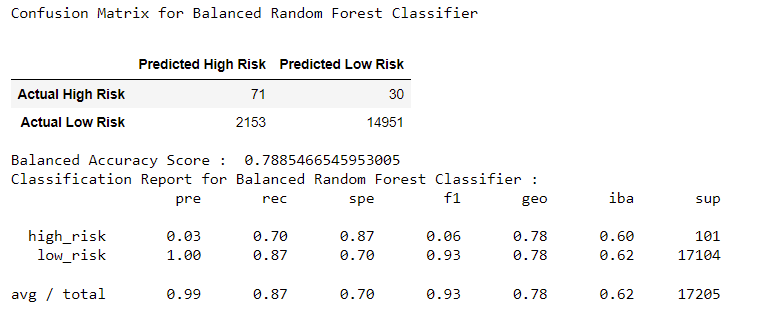 Confusion Matrix for Balanced Random Forest Classifier
Predicted High Risk Predicted Low Risk
Actual High Risk 71 30
Actual Low Risk 2153 14951
Balanced Accuracy Score : 0.7885466545953005
Classification Report for Balanced Random Forest Classifier :
pre rec spe f1 geo iba sup
high_risk 0.03 0.70 0.87 0.06 0.78 0.60 101
low_risk 1.00 0.87 0.70 0.93 0.78 0.62 17104
avg / total 0.99 0.87 0.70 0.93 0.78 0.62 17205